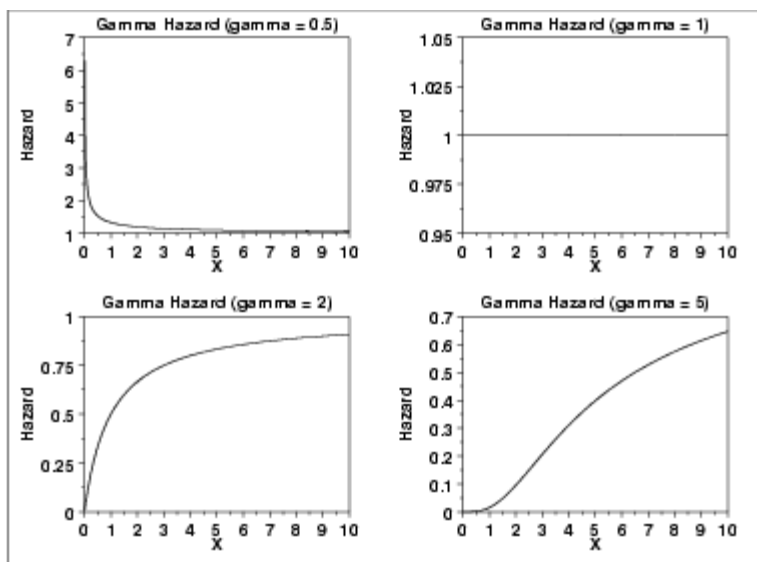 Gamma Hazard (gamma = 0.5)
7
6
5
4
3
2
1
Hazard
0 1 2 3 4 5 6 7 8 9 10
X
Gamma Hazard (gamma = 1)
1.05
1.025
1
0.975
0.95
Hazard
0 1 2 3 4 5 6 7 8 9 10
X
Gamma Hazard (gamma = 2)
1
0.75
0.5
0.25
0
Hazard
0 1 2 3 4 5 6 7 8 9 10
X
Gamma Hazard (gamma = 5)
0.7
0.6
0.5
0.4
0.3
0.2
0.1
0
Hazard
0 1 2 3 4 5 6 7 8 9 10
X